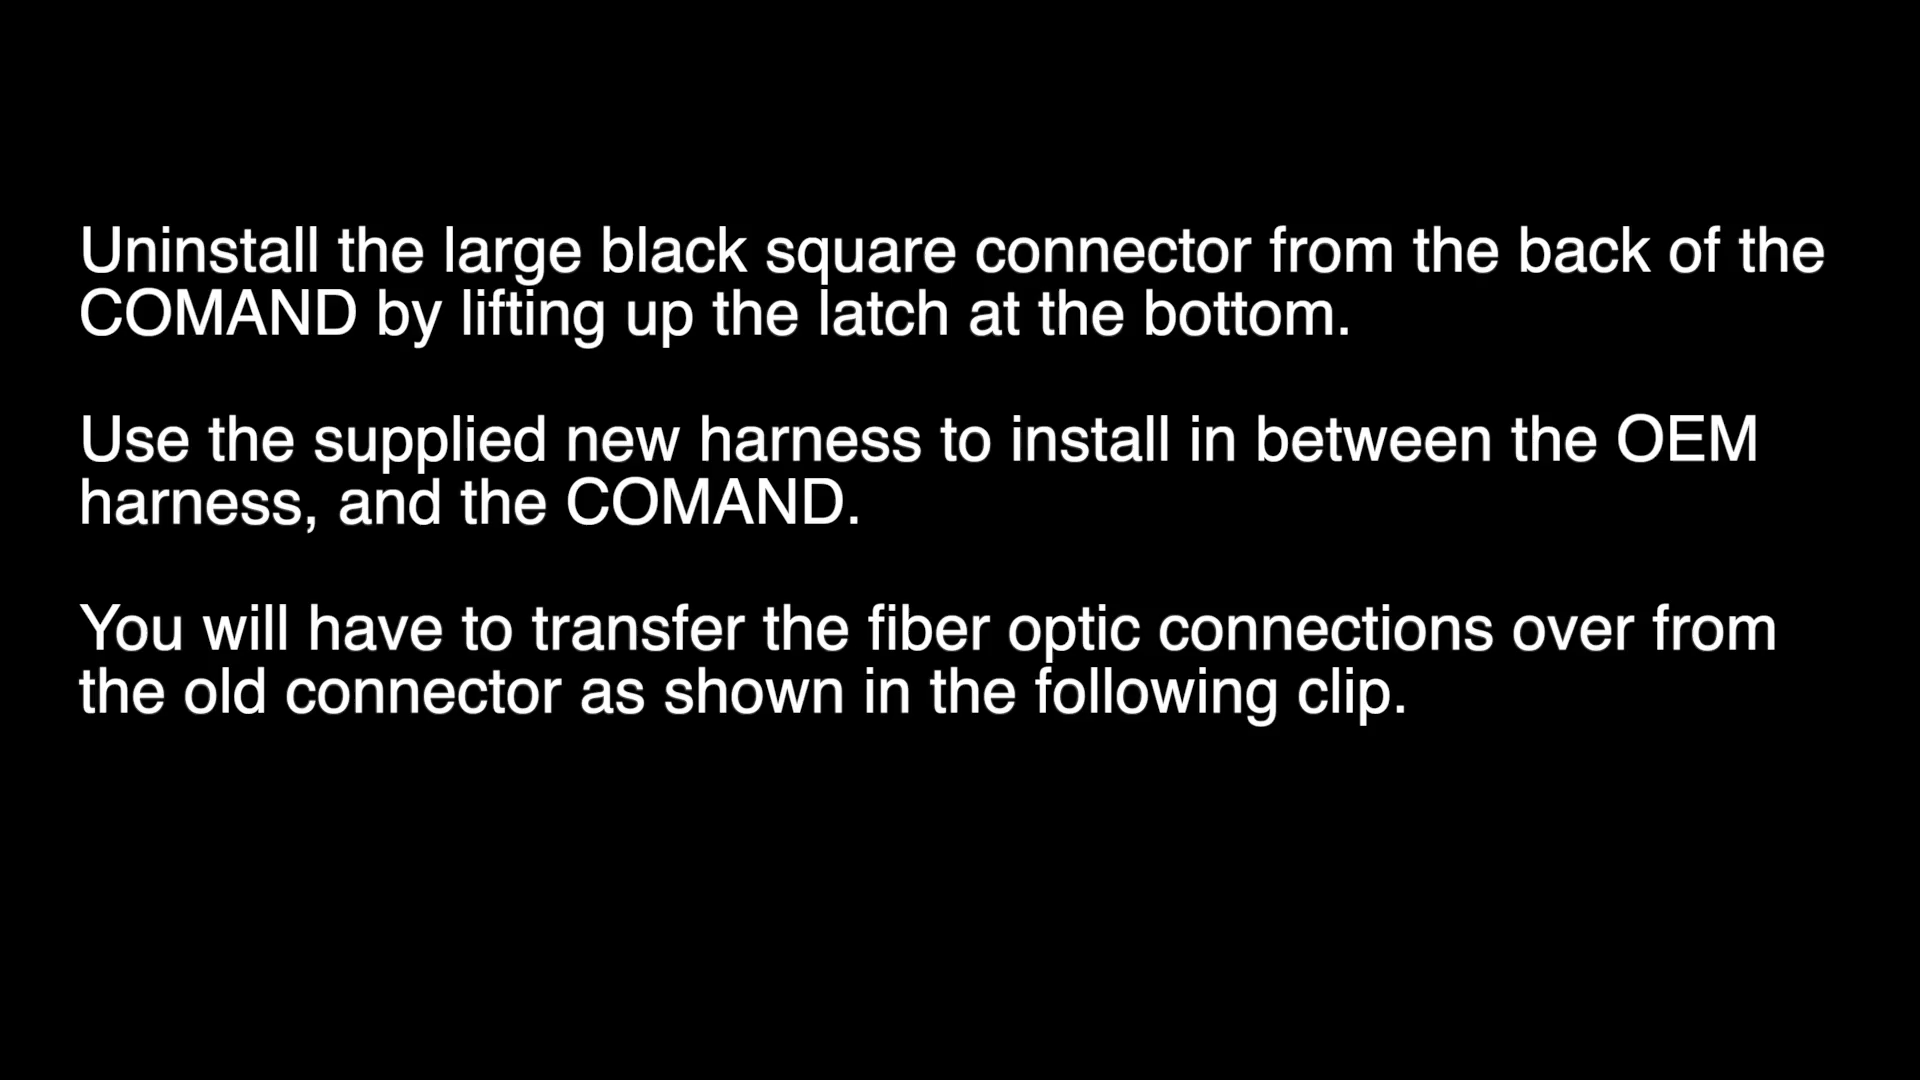 Uninstall the large black square connector from the back of the
COMAND by lifting up the latch at the bottom.
Use the supplied new harness to install in between the OEM
harness, and the COMAND.
You will have to transfer the fiber optic connections over from
the old connector as shown in the following clip.